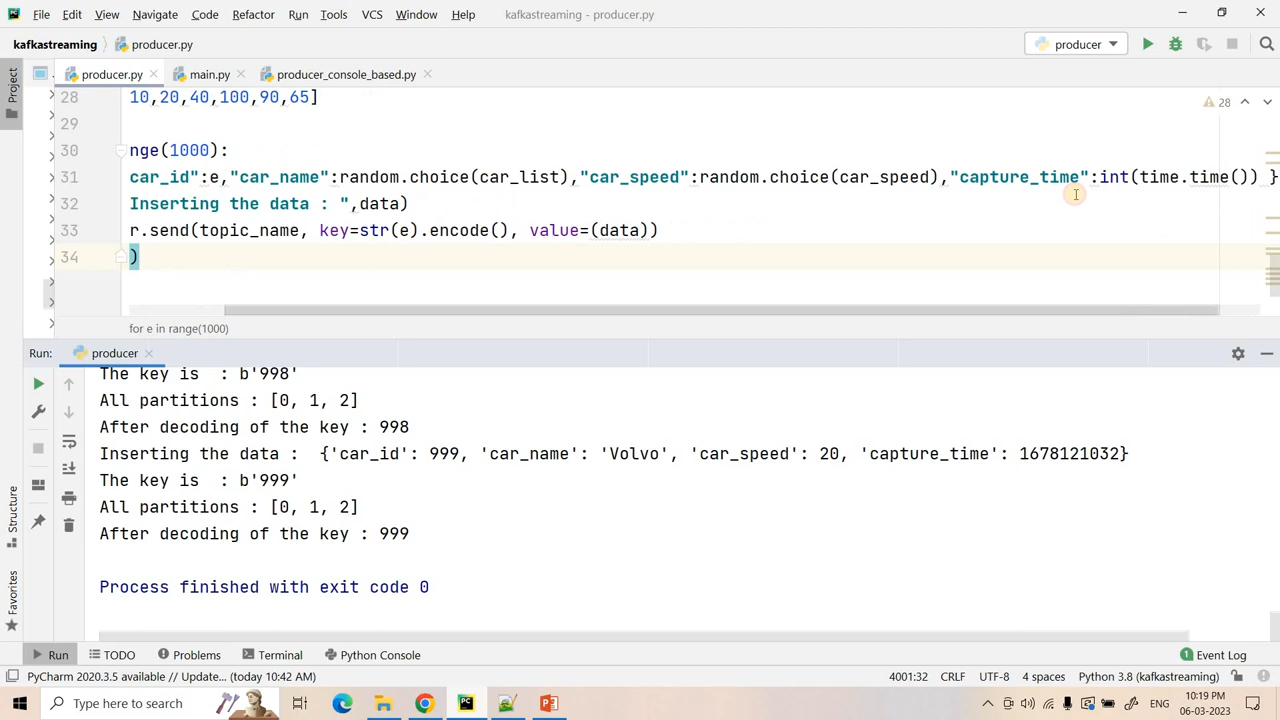 File Edit View Navigate Code Refactor Run Tools VCS Window Help kafkastreaming - producer.py
kafkastreaming producer.py producer
Project
producer.py main.py producer_console_based.py
28 10,20,40,100,90,65] 28
29
30 nge(1000):
31 car_id":e,"car_name":random.choice(car_list),"car_speed":random.choice(car_speed),"capture_time":int(time.time()) }
32 Inserting the data : ",data)
33 r.send(topic_name, key=str(e).encode(), value=(data))
34 )
for e in range(1000)
Run: producer
The key is : b'998'
All partitions : [0, 1, 2]
After decoding of the key : 998
Inserting the data : {'car_id': 999, 'car_name': 'Volvo', 'car_speed': 20, 'capture_time': 1678121032}
The key is : b'999'
All partitions : [0, 1, 2]
After decoding of the key : 999
Process finished with exit code 0
Structure
Favorites
Run TODO Problems Terminal Python Console 1 Event Log
PyCharm 2020.3.5 available // Update... (today 10:42 AM) 4001:32 CRLF UTF-8 4 spaces Python 3.8 (kafkastreaming)
Type here to search ENG 10:19 PM
06-03-2023